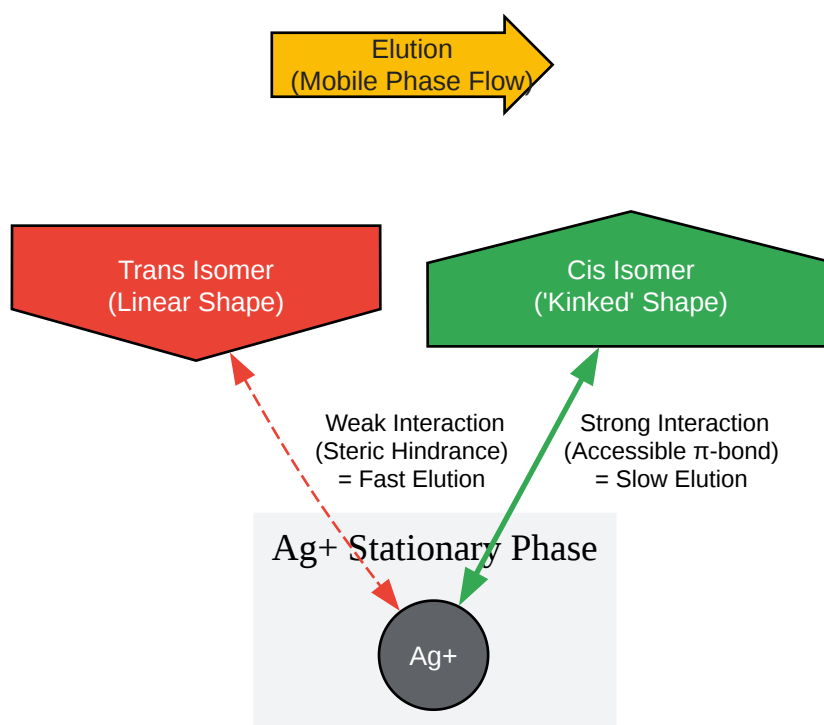 Elution
(Mobile Phase Flow)
Trans Isomer
(Linear Shape)
Cis Isomer
('Kinked' Shape)
Weak Interaction
(Steric Hindrance)
= Fast Elution
Strong Interaction
(Accessible π-bond)
= Slow Elution
Ag+ Stationary Phase
Ag+